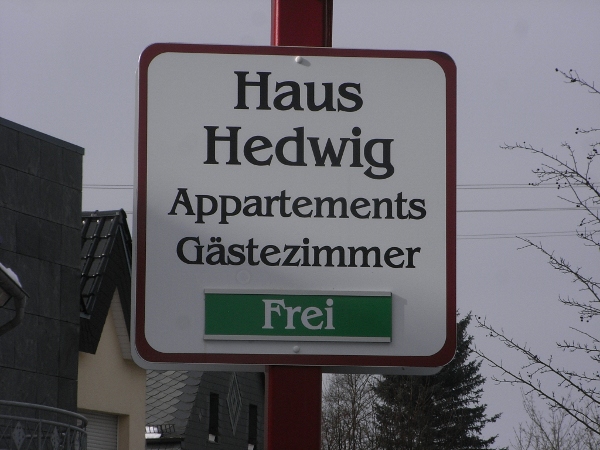 Haus
Hedwig
Appartements
Gästezimmer
Frei